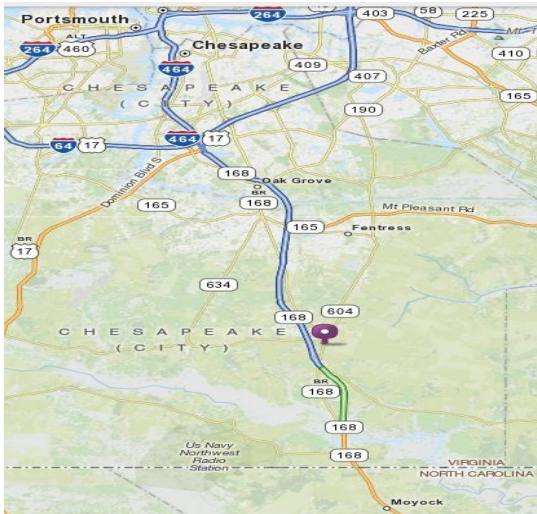 Portsmouth
264
403
58
225
ALT
264
460
Chesapeake
Baxter Rd
410
464
409
407
CHESAPEAKE
(CITY)
165
190
64
17
464
17
168
Oak Grove
Dominion Blvd S
BR
168
165
Mt Pleasant Rd
165
Fentress
BR
17
634
604
168
CHESAPEAKE
(CITY)
BR
168
168
Us Navy
Northwest
Radio
Station
168
VIRGINIA
NORTH CAROLINA
Moyock